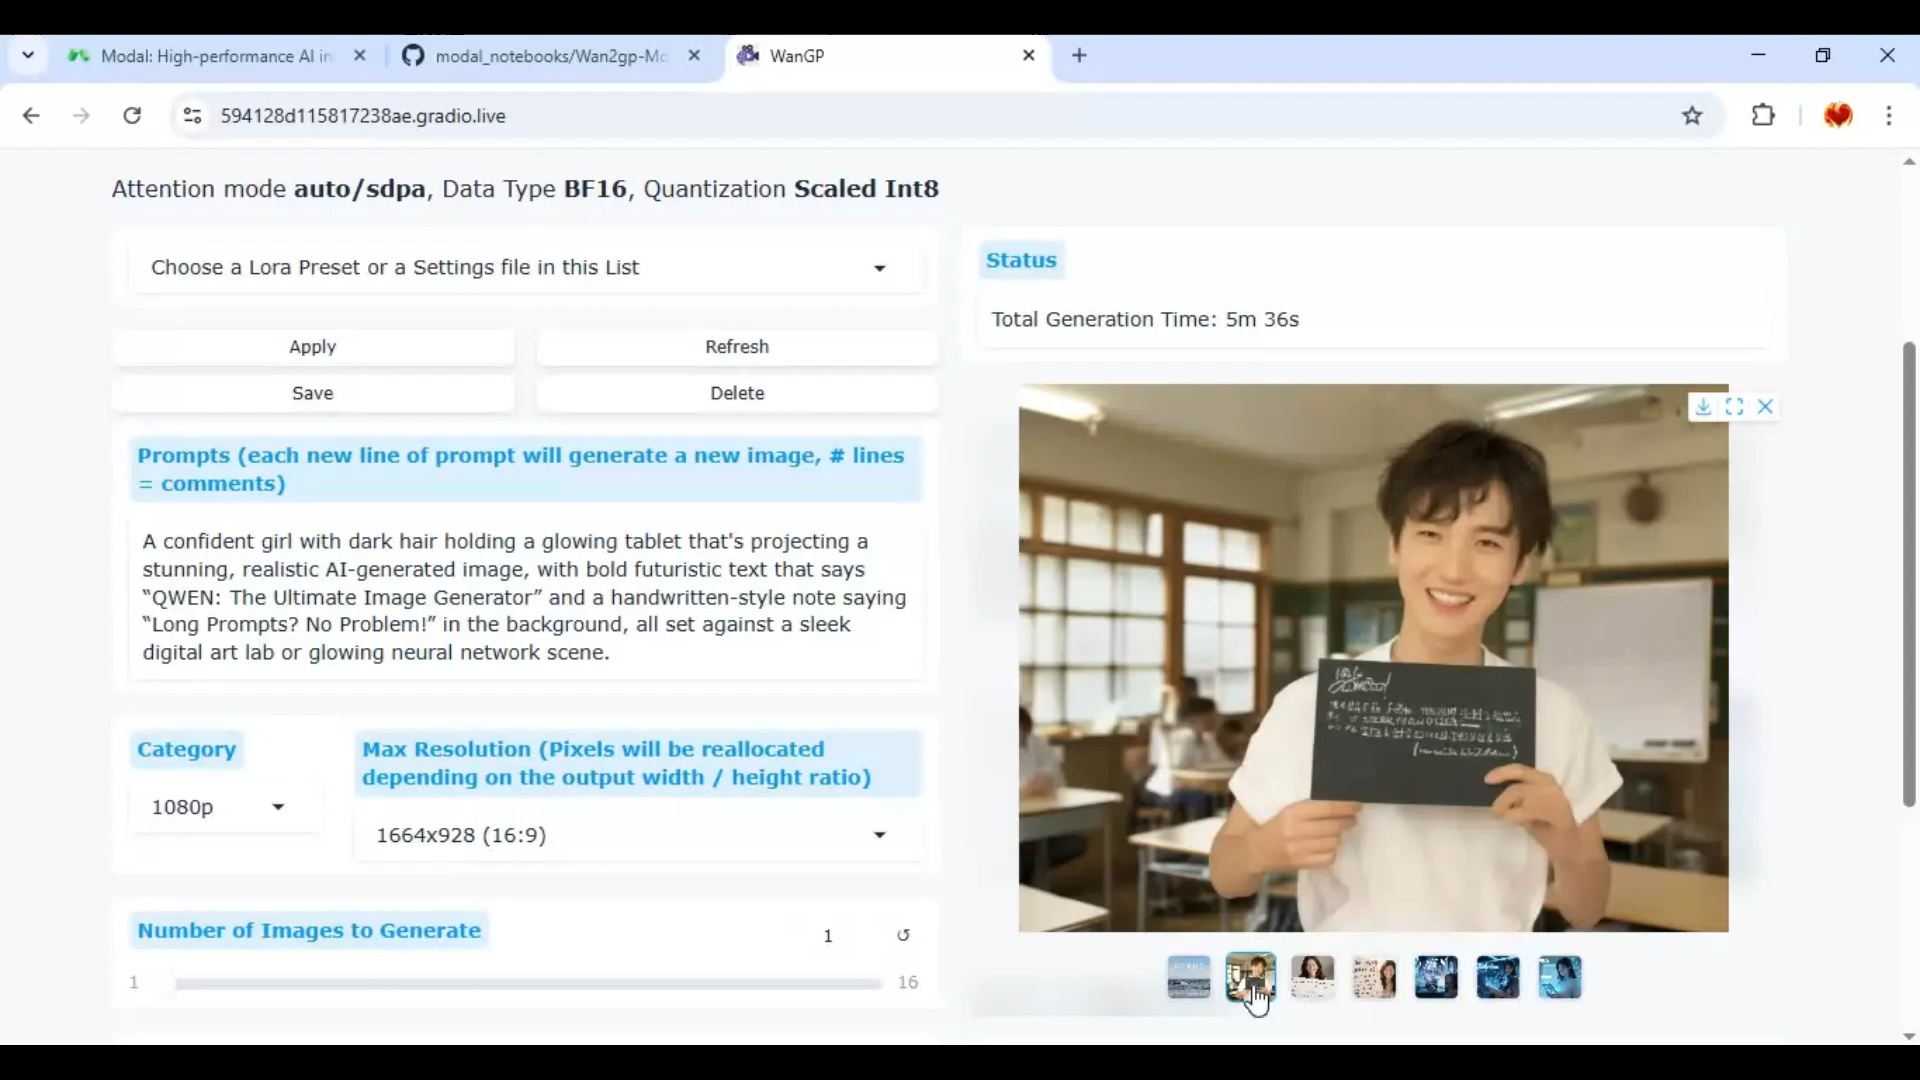 Modal: High-performance AI in
modal_notebooks/Wan2gp-Mo
WanGP
594128d115817238ae.gradio.live
Attention mode auto/sdpa, Data Type BF16, Quantization Scaled Int8
Choose a Lora Preset or a Settings file in this List
Apply
Refresh
Save
Delete
Prompts (each new line of prompt will generate a new image, # lines
= comments)
A confident girl with dark hair holding a glowing tablet that's projecting a
stunning, realistic AI-generated image, with bold futuristic text that says
“QWEN: The Ultimate Image Generator” and a handwritten-style note saying
“Long Prompts? No Problem!” in the background, all set against a sleek
digital art lab or glowing neural network scene.
Category
1080p
Max Resolution (Pixels will be reallocated
depending on the output width / height ratio)
1664x928 (16:9)
Number of Images to Generate
1
1
16
Status
Total Generation Time: 5m 36s